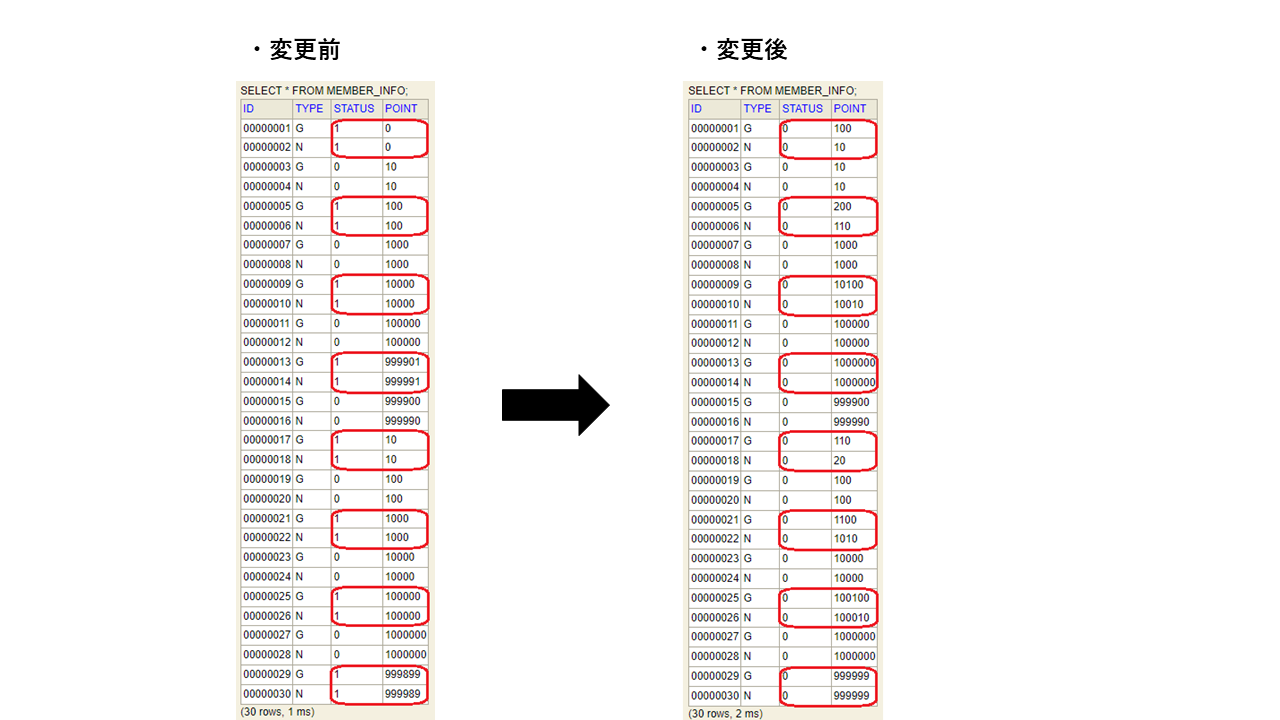 ・変更前
SELECT * FROM MEMBER_INFO;
ID TYPE STATUS POINT
00000001 G 1 0
00000002 N 1 0
00000003 G 0 10
00000004 N 0 10
00000005 G 1 100
00000006 N 1 100
00000007 G 0 1000
00000008 N 0 1000
00000009 G 1 10000
00000010 N 1 10000
00000011 G 0 100000
00000012 N 0 100000
00000013 G 1 999901
00000014 N 1 999991
00000015 G 0 999900
00000016 N 0 999990
00000017 G 1 10
00000018 N 1 10
00000019 G 0 100
00000020 N 0 100
00000021 G 1 1000
00000022 N 1 1000
00000023 G 0 10000
00000024 N 0 10000
00000025 G 1 100000
00000026 N 1 100000
00000027 G 0 1000000
00000028 N 0 1000000
00000029 G 1 999899
00000030 N 1 999989
(30 rows, 1 ms)
・変更後
SELECT * FROM MEMBER_INFO;
ID TYPE STATUS POINT
00000001 G 0 100
00000002 N 0 10
00000003 G 0 10
00000004 N 0 10
00000005 G 0 200
00000006 N 0 110
00000007 G 0 1000
00000008 N 0 1000
00000009 G 0 10100
00000010 N 0 10010
00000011 G 0 100000
00000012 N 0 100000
00000013 G 0 1000000
00000014 N 0 1000000
00000015 G 0 999900
00000016 N 0 999990
00000017 G 0 110
00000018 N 0 20
00000019 G 0 100
00000020 N 0 100
00000021 G 0 1100
00000022 N 0 1010
00000023 G 0 10000
00000024 N 0 10000
00000025 G 0 100100
00000026 N 0 100010
00000027 G 0 1000000
00000028 N 0 1000000
00000029 G 0 999999
00000030 N 0 999999
(30 rows, 2 ms)